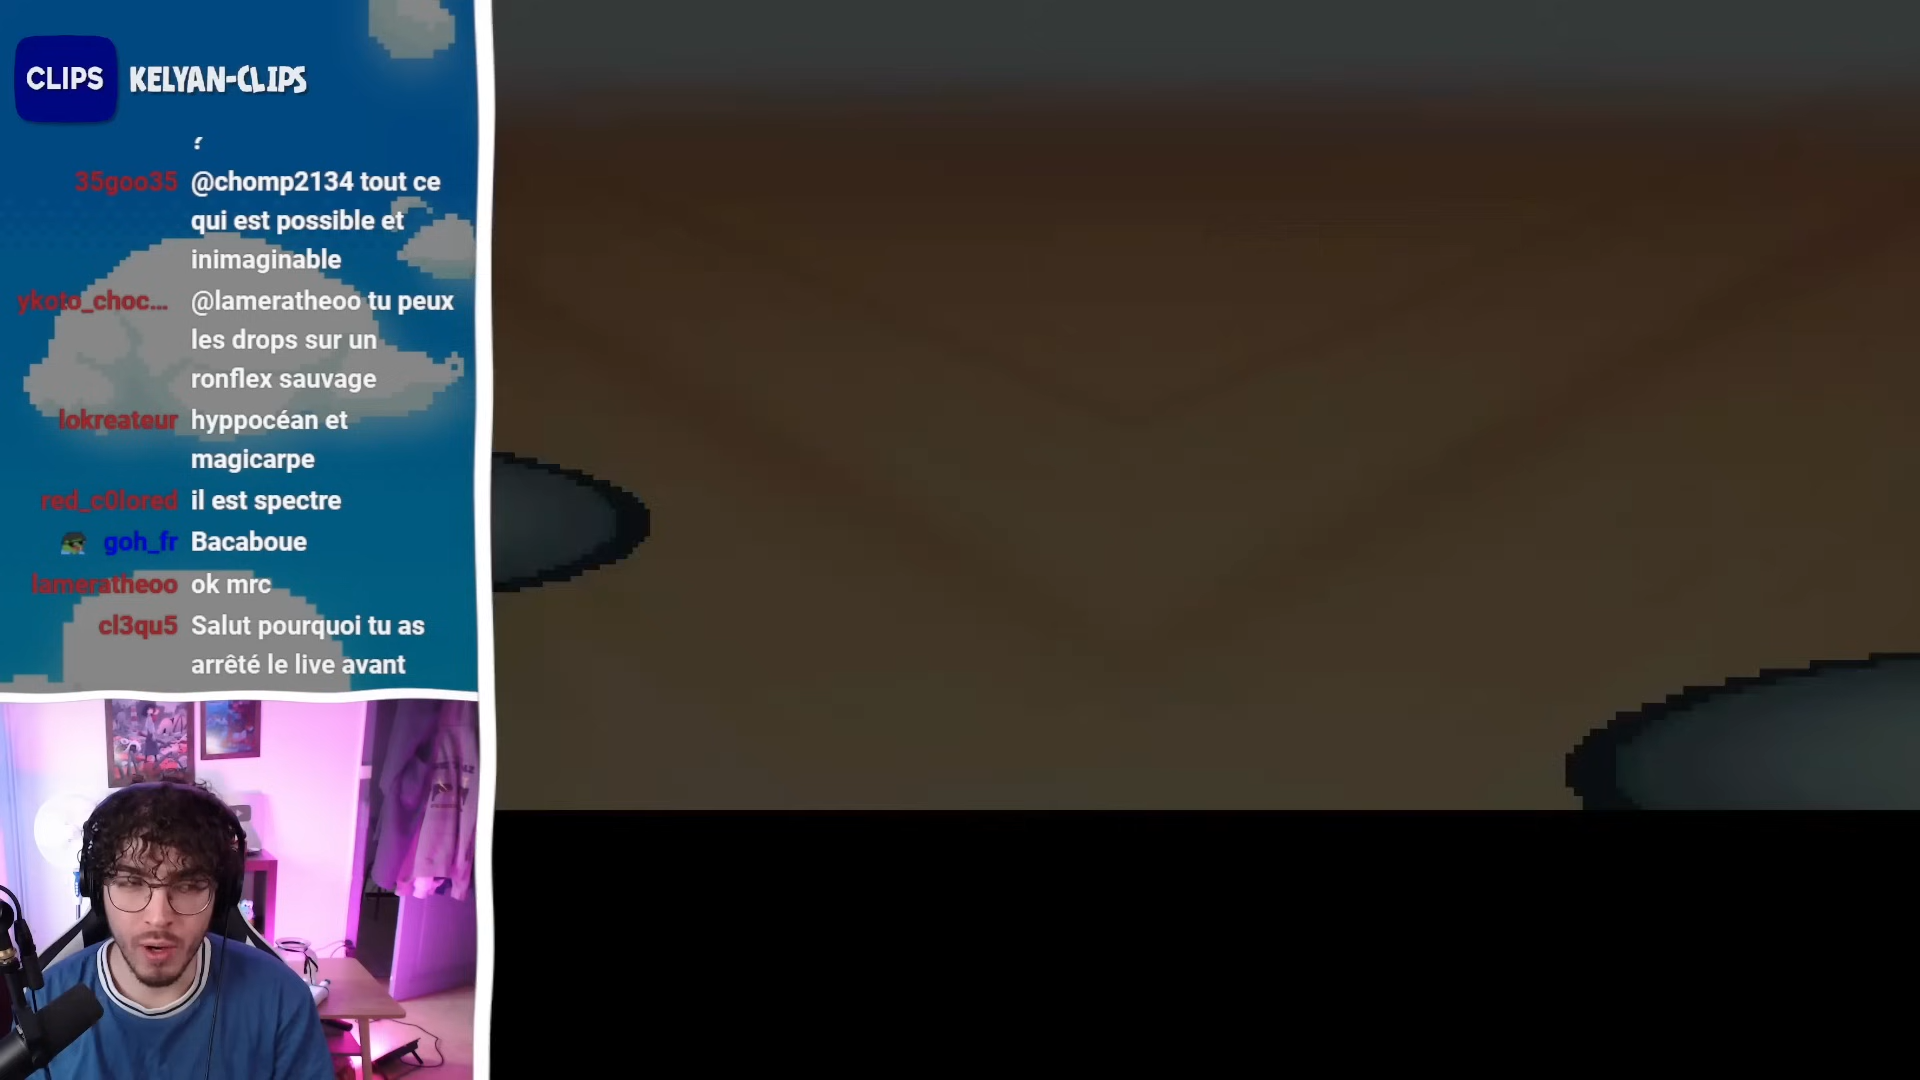 CLIPS KELYAN-CLIPS
?
35goo35 @chomp2134 tout ce
qui est possible et
inimaginable
ykoto_choc... @lameratheoo tu peux
les drops sur un
ronflex sauvage
lokreateur hyppocéan et
magicarpe
red_c0lored il est spectre
goh_fr Bacaboue
lameratheoo ok mrc
cl3qu5 Salut pourquoi tu as
arrêté le live avant